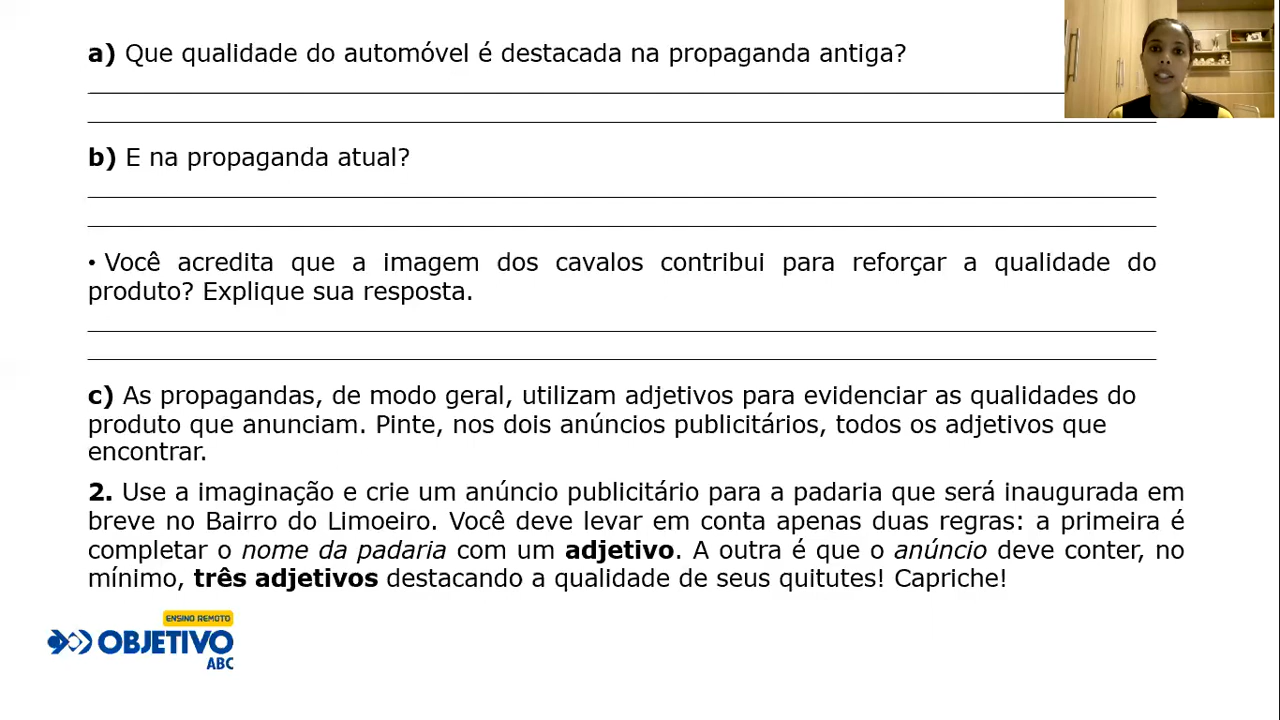 a) Que qualidade do automóvel é destacada na propaganda antiga?
b) E na propaganda atual?
• Você acredita que a imagem dos cavalos contribui para reforçar a qualidade do
produto? Explique sua resposta.
c) As propagandas, de modo geral, utilizam adjetivos para evidenciar as qualidades do
produto que anunciam. Pinte, nos dois anúncios publicitários, todos os adjetivos que
encontrar.
2. Use a imaginação e crie um anúncio publicitário para a padaria que será inaugurada em
breve no Bairro do Limoeiro. Você deve levar em conta apenas duas regras: a primeira é
completar o nome da padaria com um adjetivo. A outra é que o anúncio deve conter, no
mínimo, três adjetivos destacando a qualidade de seus quitutes! Capriche!
ENSINO REMOTO
OBJETIVO
ABC